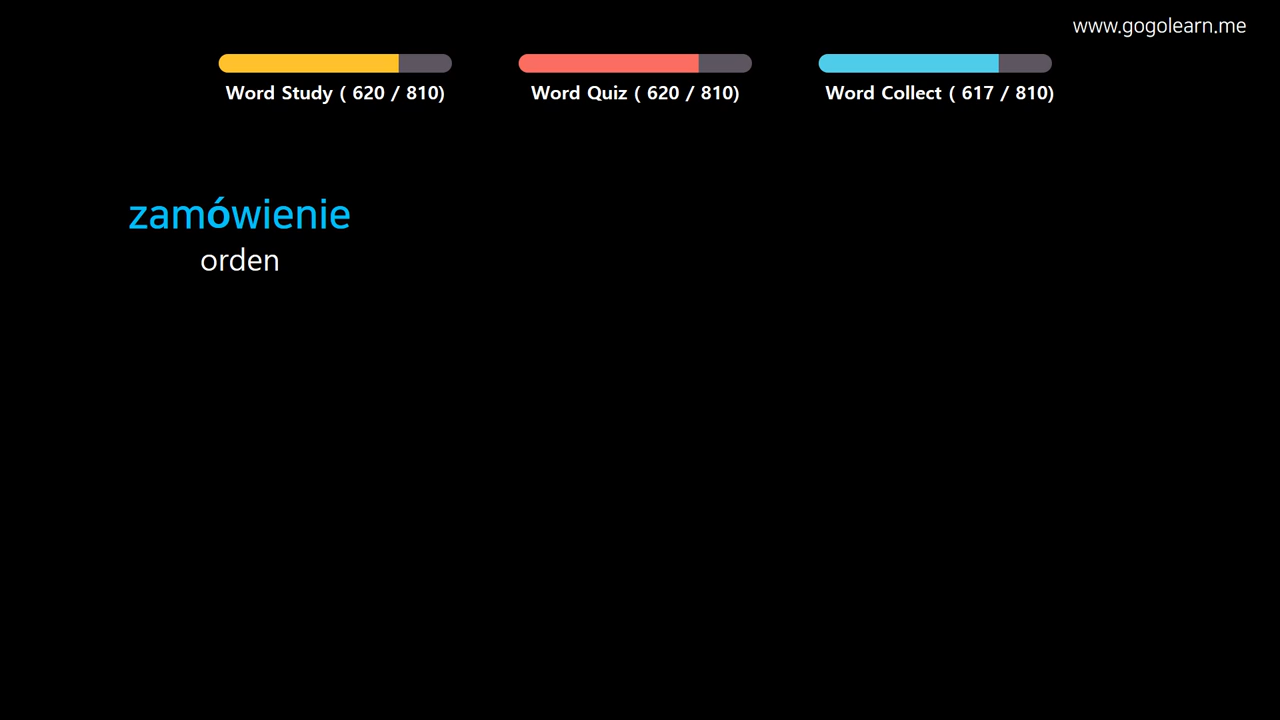 www.gogolearn.me
Word Study ( 620 / 810)
Word Quiz ( 620 / 810)
Word Collect ( 617 / 810)
zamówienie
orden